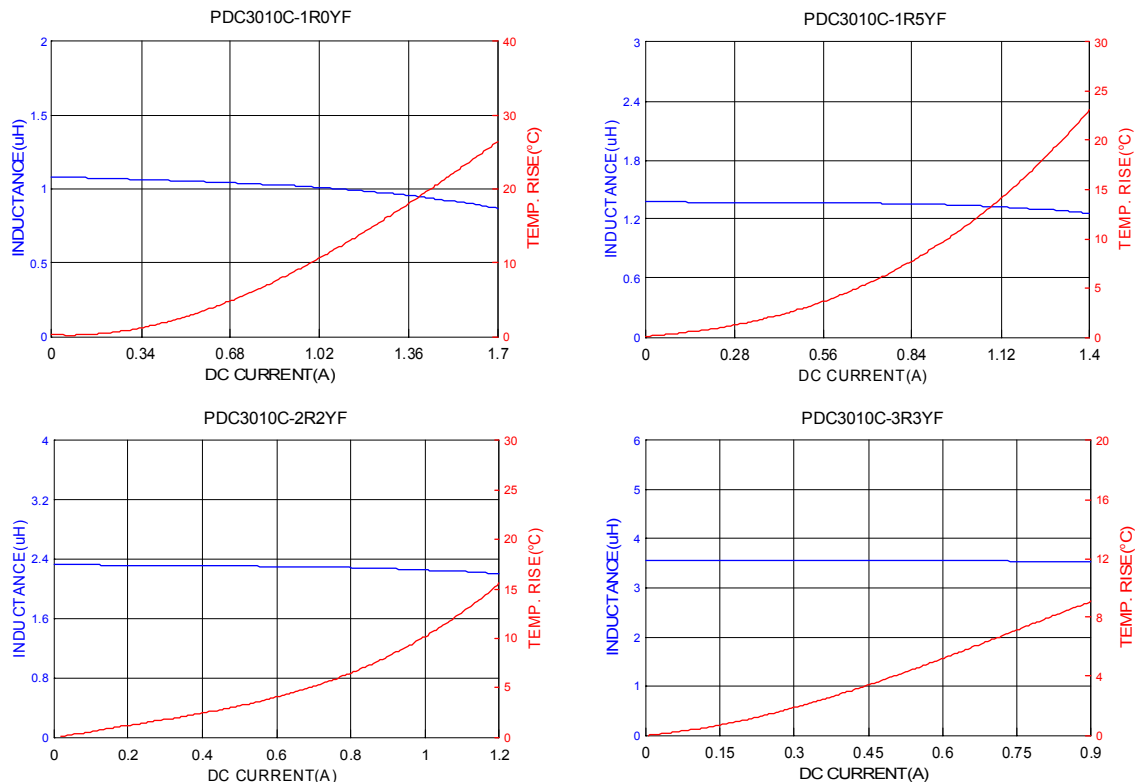 PDC3010C-1R0YF
INDUCTANCE(uH)
2
1.5
1
0.5
0
40
30
20
10
0
TEMP. RISE(°C)
0 0.34 0.68 1.02 1.36 1.7
DC CURRENT(A)
PDC3010C-1R5YF
INDUCTANCE(uH)
3
2.4
1.8
1.2
0.6
0
30
25
20
15
10
5
0
TEMP. RISE(°C)
0 0.28 0.56 0.84 1.12 1.4
DC CURRENT(A)
PDC3010C-2R2YF
INDUCTANCE(uH)
4
3.2
2.4
1.6
0.8
0
30
25
20
15
10
5
0
TEMP. RISE(°C)
0 0.2 0.4 0.6 0.8 1 1.2
DC CURRENT(A)
PDC3010C-3R3YF
INDUCTANCE(uH)
6
5
4
3
2
1
0
20
16
12
8
4
0
TEMP. RISE(°C)
0 0.15 0.3 0.45 0.6 0.75 0.9
DC CURRENT(A)